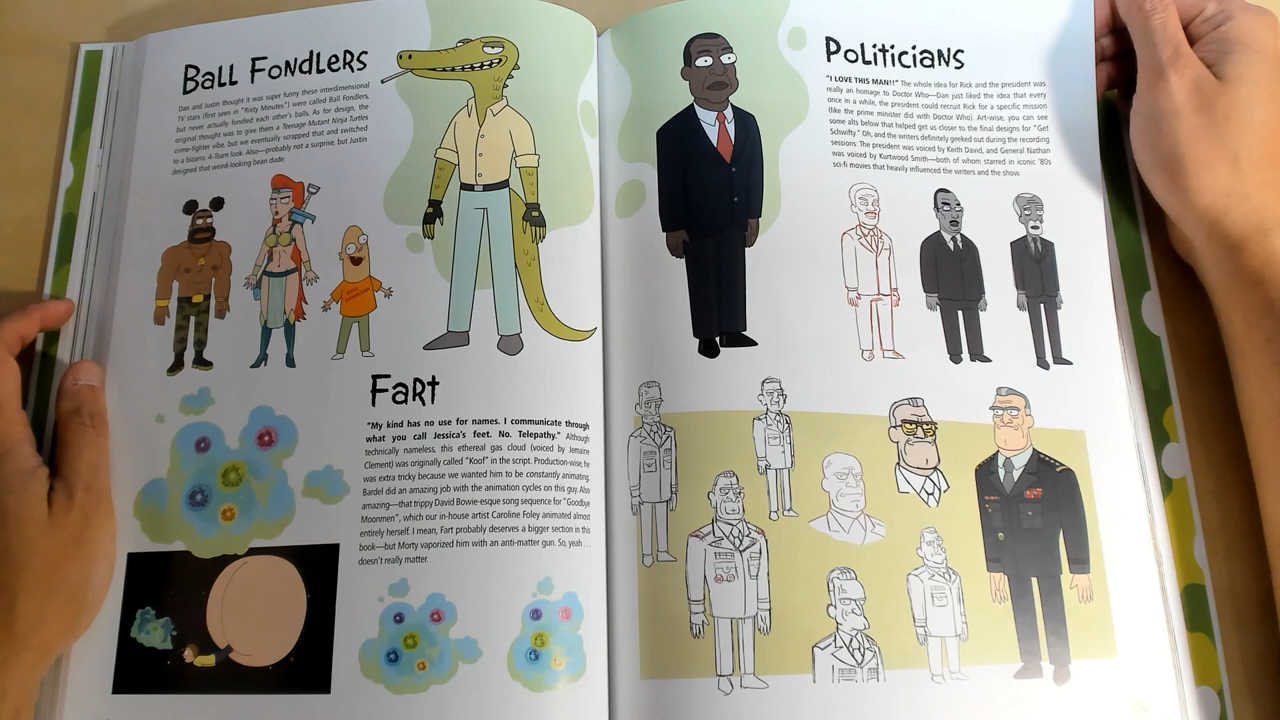 Ball Fondlers
Dan and Justin thought it was super funny these interdimensional
TV stars (first seen in "Rixty Minutes") were called Ball Fondlers,
but never actually fondled each other's balls. As for design, the
original thought was to give them a Teenage Mutant Ninja Turtles
crime-fighter vibe, but we eventually scrapped that and switched
to a bizarro A-Team look. Also—probably not a surprise, but Justin
designed that weird-looking bean dude.
Fart
"My kind has no use for names. I communicate through
what you call Jessica's feet. No. Telepathy." Although
technically nameless, this ethereal gas cloud (voiced by Jemaine
Clement) was originally called "Koof" in the script. Production-wise, he
was extra tricky because we wanted him to be constantly animating.
Bardel did an amazing job with the animation cycles on this guy. Also
amazing—that trippy David Bowie-esque song sequence for "Goodbye
Moonmen", which our in-house artist Caroline Foley animated almost
entirely herself. I mean, Fart probably deserves a bigger section in this
book—but Morty vaporized him with an anti-matter gun. So, yeah . . .
doesn't really matter.
Politicians
"I LOVE THIS MAN!!" The whole idea for Rick and the president was
really an homage to Doctor Who—Dan just liked the idea that every
once in a while, the president could recruit Rick for a specific mission
(like the prime minister did with Doctor Who). Art-wise, you can see
some alts below that helped get us closer to the final designs for "Get
Schwifty." Oh, and the writers definitely geeked out during the recording
sessions: The president was voiced by Keith David, and General Nathan
was voiced by Kurtwood Smith—both of whom starred in iconic '80s
sci-fi movies that heavily influenced the writers and the show.